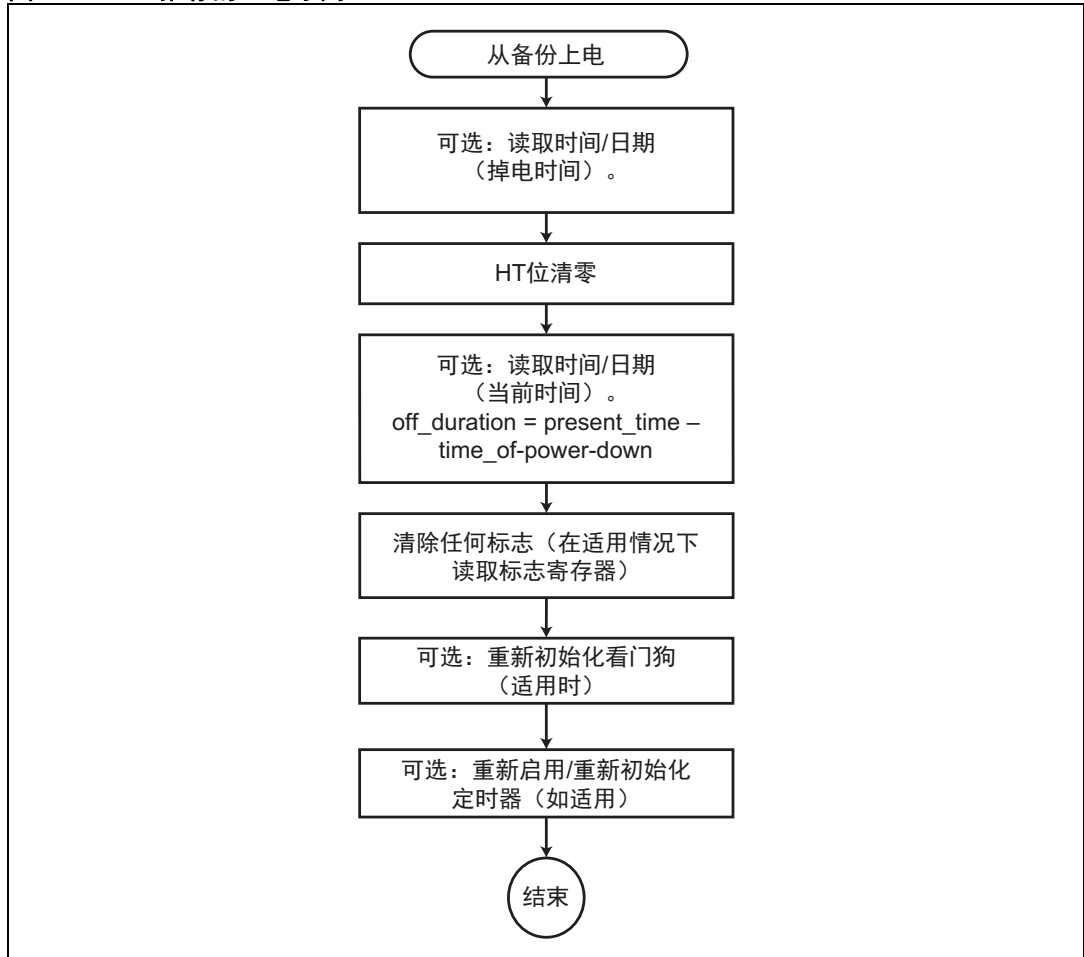 从备份上电
可选：读取时间/日期
（掉电时间）。
HT位清零
可选：读取时间/日期
（当前时间）。
off_duration = present_time –
time_of-power-down
清除任何标志（在适用情况下
读取标志寄存器）
可选：重新初始化看门狗
（适用时）
可选：重新启用/重新初始化
定时器（如适用）
结束